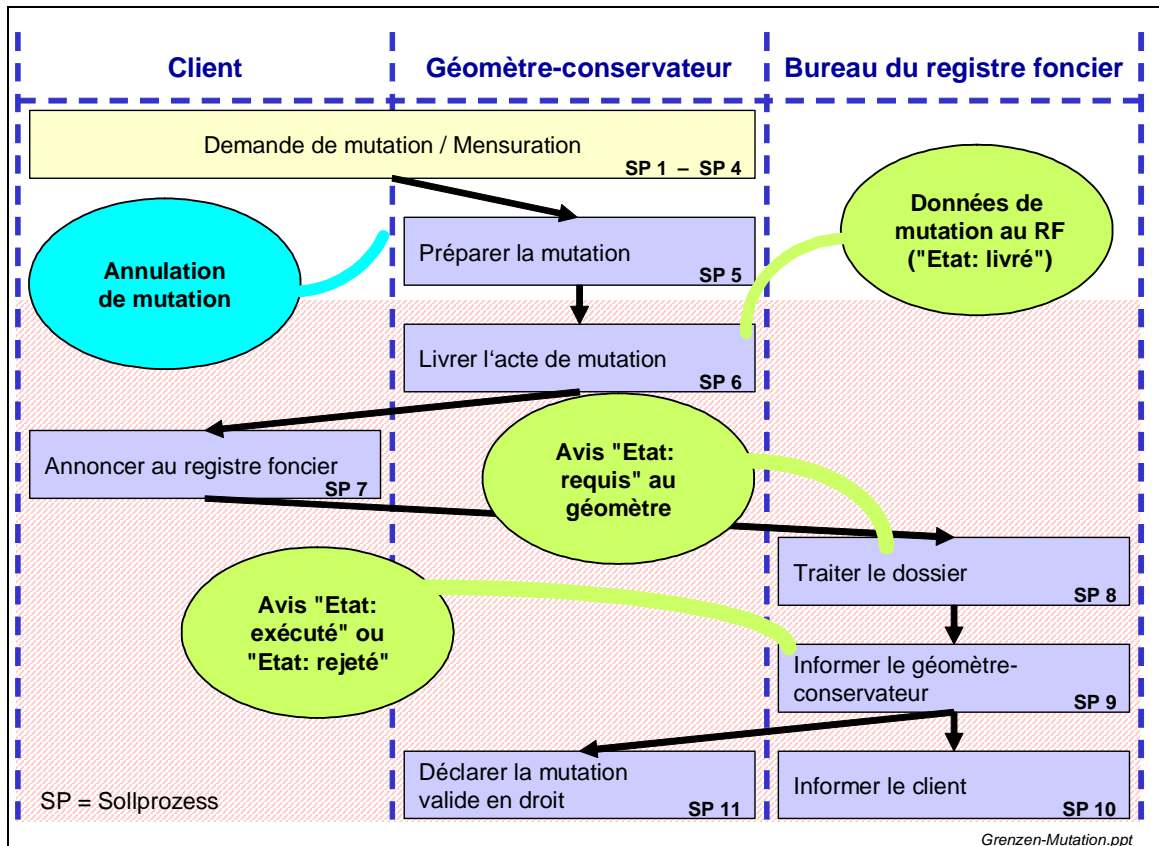 Client
Géomètre-conservateur
Bureau du registre foncier
Demande de mutation / Mensuration
SP 1 – SP 4
Données de
mutation au RF
("Etat: livré")
Annulation
de mutation
Préparer la mutation
SP 5
Livrer l'acte de mutation
SP 6
Avis "Etat:
requis" au
géomètre
Annoncer au registre foncier
SP 7
Traiter le dossier
SP 8
Avis "Etat:
exécuté" ou
"Etat: rejeté"
Informer le géomètre-
conservateur
SP 9
Déclarer la mutation
valide en droit
SP 11
Informer le client
SP 10
SP = Sollprozess
Grenzen-Mutation.ppt